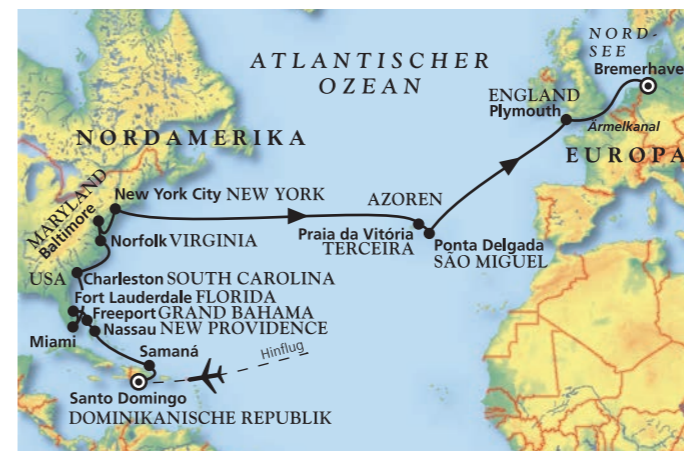 NORD-
SEE
Bremerhave
ATLANTISCHER
OZEAN
ENGLAND
Plymouth
Ärmelkanal
NORDAMERIKA
EUROPA
MARYLAND
Baltimore
New York City NEW YORK
AZOREN
Praia da Vitória
TERCEIRA
Norfolk VIRGINIA
Ponta Delgada
SÃO MIGUEL
USA
Charleston SOUTH CAROLINA
Fort Lauderdale FLORIDA
Freeport GRAND BAHAMA
Nassau NEW PROVIDENCE
Miami
Samaná
Hinflug
Santo Domingo
DOMINIKANISCHE REPUBLIK